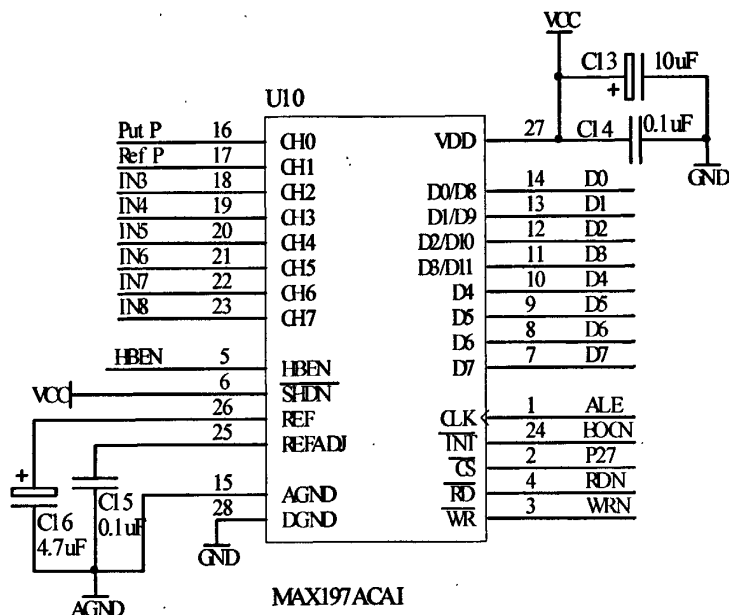 VCC
C13 10uF
U10
Put P 16 CH0 VDD 27 C14 0.1uF
Ref P 17 CH1
GND
IN3 18 CH2 D0/D8 14 D0
IN4 19 CH3 D1/D9 13 D1
IN5 20 CH4 D2/D10 12 D2
IN6 21 CH5 D3/D11 11 D3
IN7 22 CH6 D4 10 D4
IN8 23 CH7 D5 9 D5
D6 8 D6
HBEN 5 HBEN D7 7 D7
VCC 6 SHDN
26 REF CLK 1 ALE
25 REFADJ INT 24 EOCN
CS 2 P27
15 AGND RD 4 RDN
28 DGND WR 3 WRN
+
C16
4.7uF
C15
0.1uF
GND
AGND
MAX197ACAI